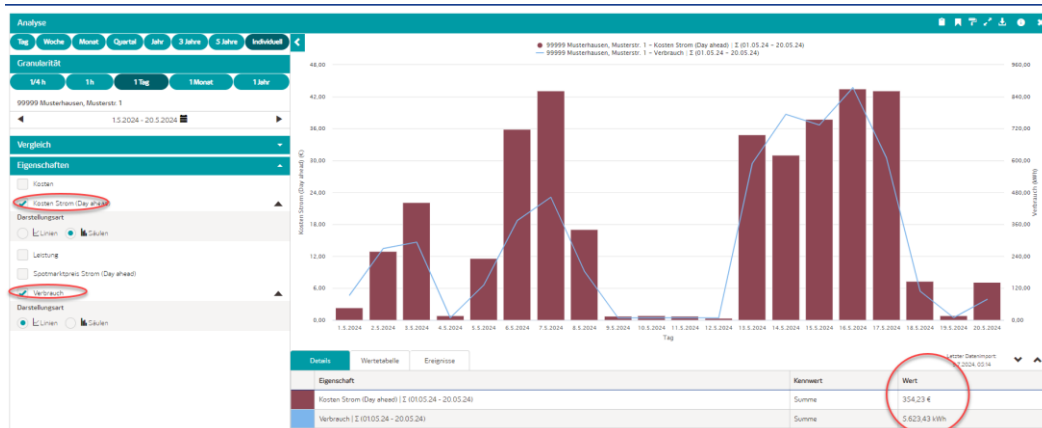 Analyse
Tag Woche Monat Quartal Jahr 3 Jahre 5 Jahre Individuell
Granularität
1/4 h 1 h 1 Tag 1 Monat 1 Jahr
99999 Musterhausen, Musterstr. 1
1.5.2024 - 20.5.2024
Vergleich
Eigenschaften
Kosten
Kosten Strom (Day ahead)
Darstellungsart
Linien Säulen
Leistung
Spotmarktpreis Strom (Day ahead)
Verbrauch
Darstellungsart
Linien Säulen
99999 Musterhausen, Musterstr. 1 - Kosten Strom (Day ahead) | Σ (01.05.24 - 20.05.24)
99999 Musterhausen, Musterstr. 1 - Verbrauch | Σ (01.05.24 - 20.05.24)
Kosten Strom (Day ahead) (€)
48,00
42,00
36,00
30,00
24,00
18,00
12,00
6,00
0,00
960,00
840,00
720,00
600,00
480,00
360,00
240,00
120,00
0,00
Verbrauch (kWh)
1.5.2024 2.5.2024 3.5.2024 4.5.2024 5.5.2024 6.5.2024 7.5.2024 8.5.2024 9.5.2024 10.5.2024 11.5.2024 12.5.2024 13.5.2024 14.5.2024 15.5.2024 16.5.2024 17.5.2024 18.5.2024 19.5.2024 20.5.2024
Tag
Details Wertetabelle Ereignisse
Letzter Datenimport:
.7.2024, 05:14
Eigenschaft Kennwert Wert
Kosten Strom (Day ahead) | Σ (01.05.24 - 20.05.24) Summe 354,23 €
Verbrauch | Σ (01.05.24 - 20.05.24) Summe 5.623,43 kWh